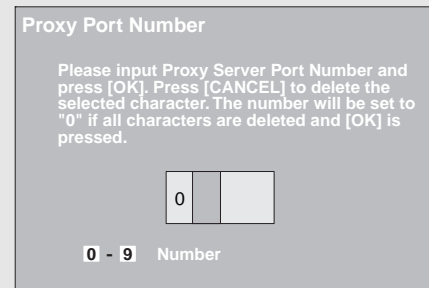 Proxy Port Number
Please input Proxy Server Port Number and
press [OK]. Press [CANCEL] to delete the
selected character. The number will be set to
"0" if all characters are deleted and [OK] is
pressed.
0
0 - 9 Number